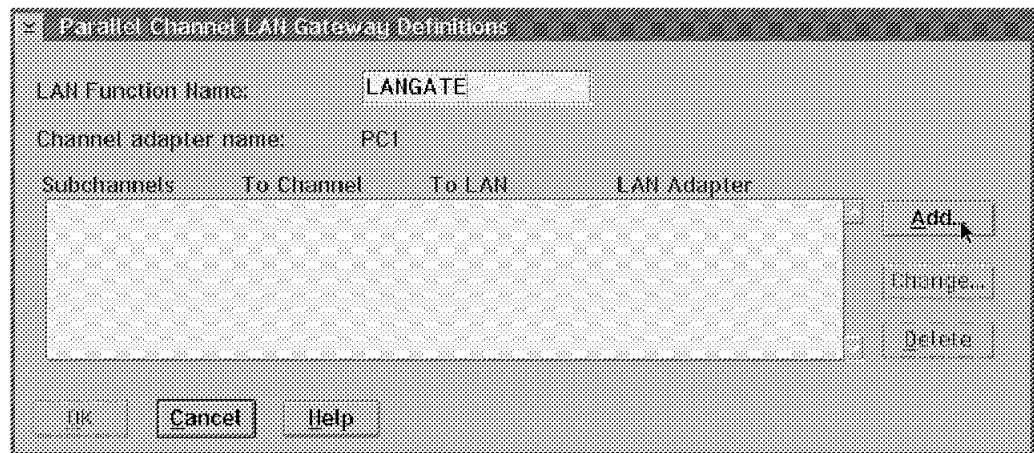 Parallel Channel LAN Gateway Definitions
LAN Function Name: LANGATE
Channel adapter name: PC1
Subchannels To Channel To LAN LAN Adapter
Add...
Change...
Delete
OK Cancel Help